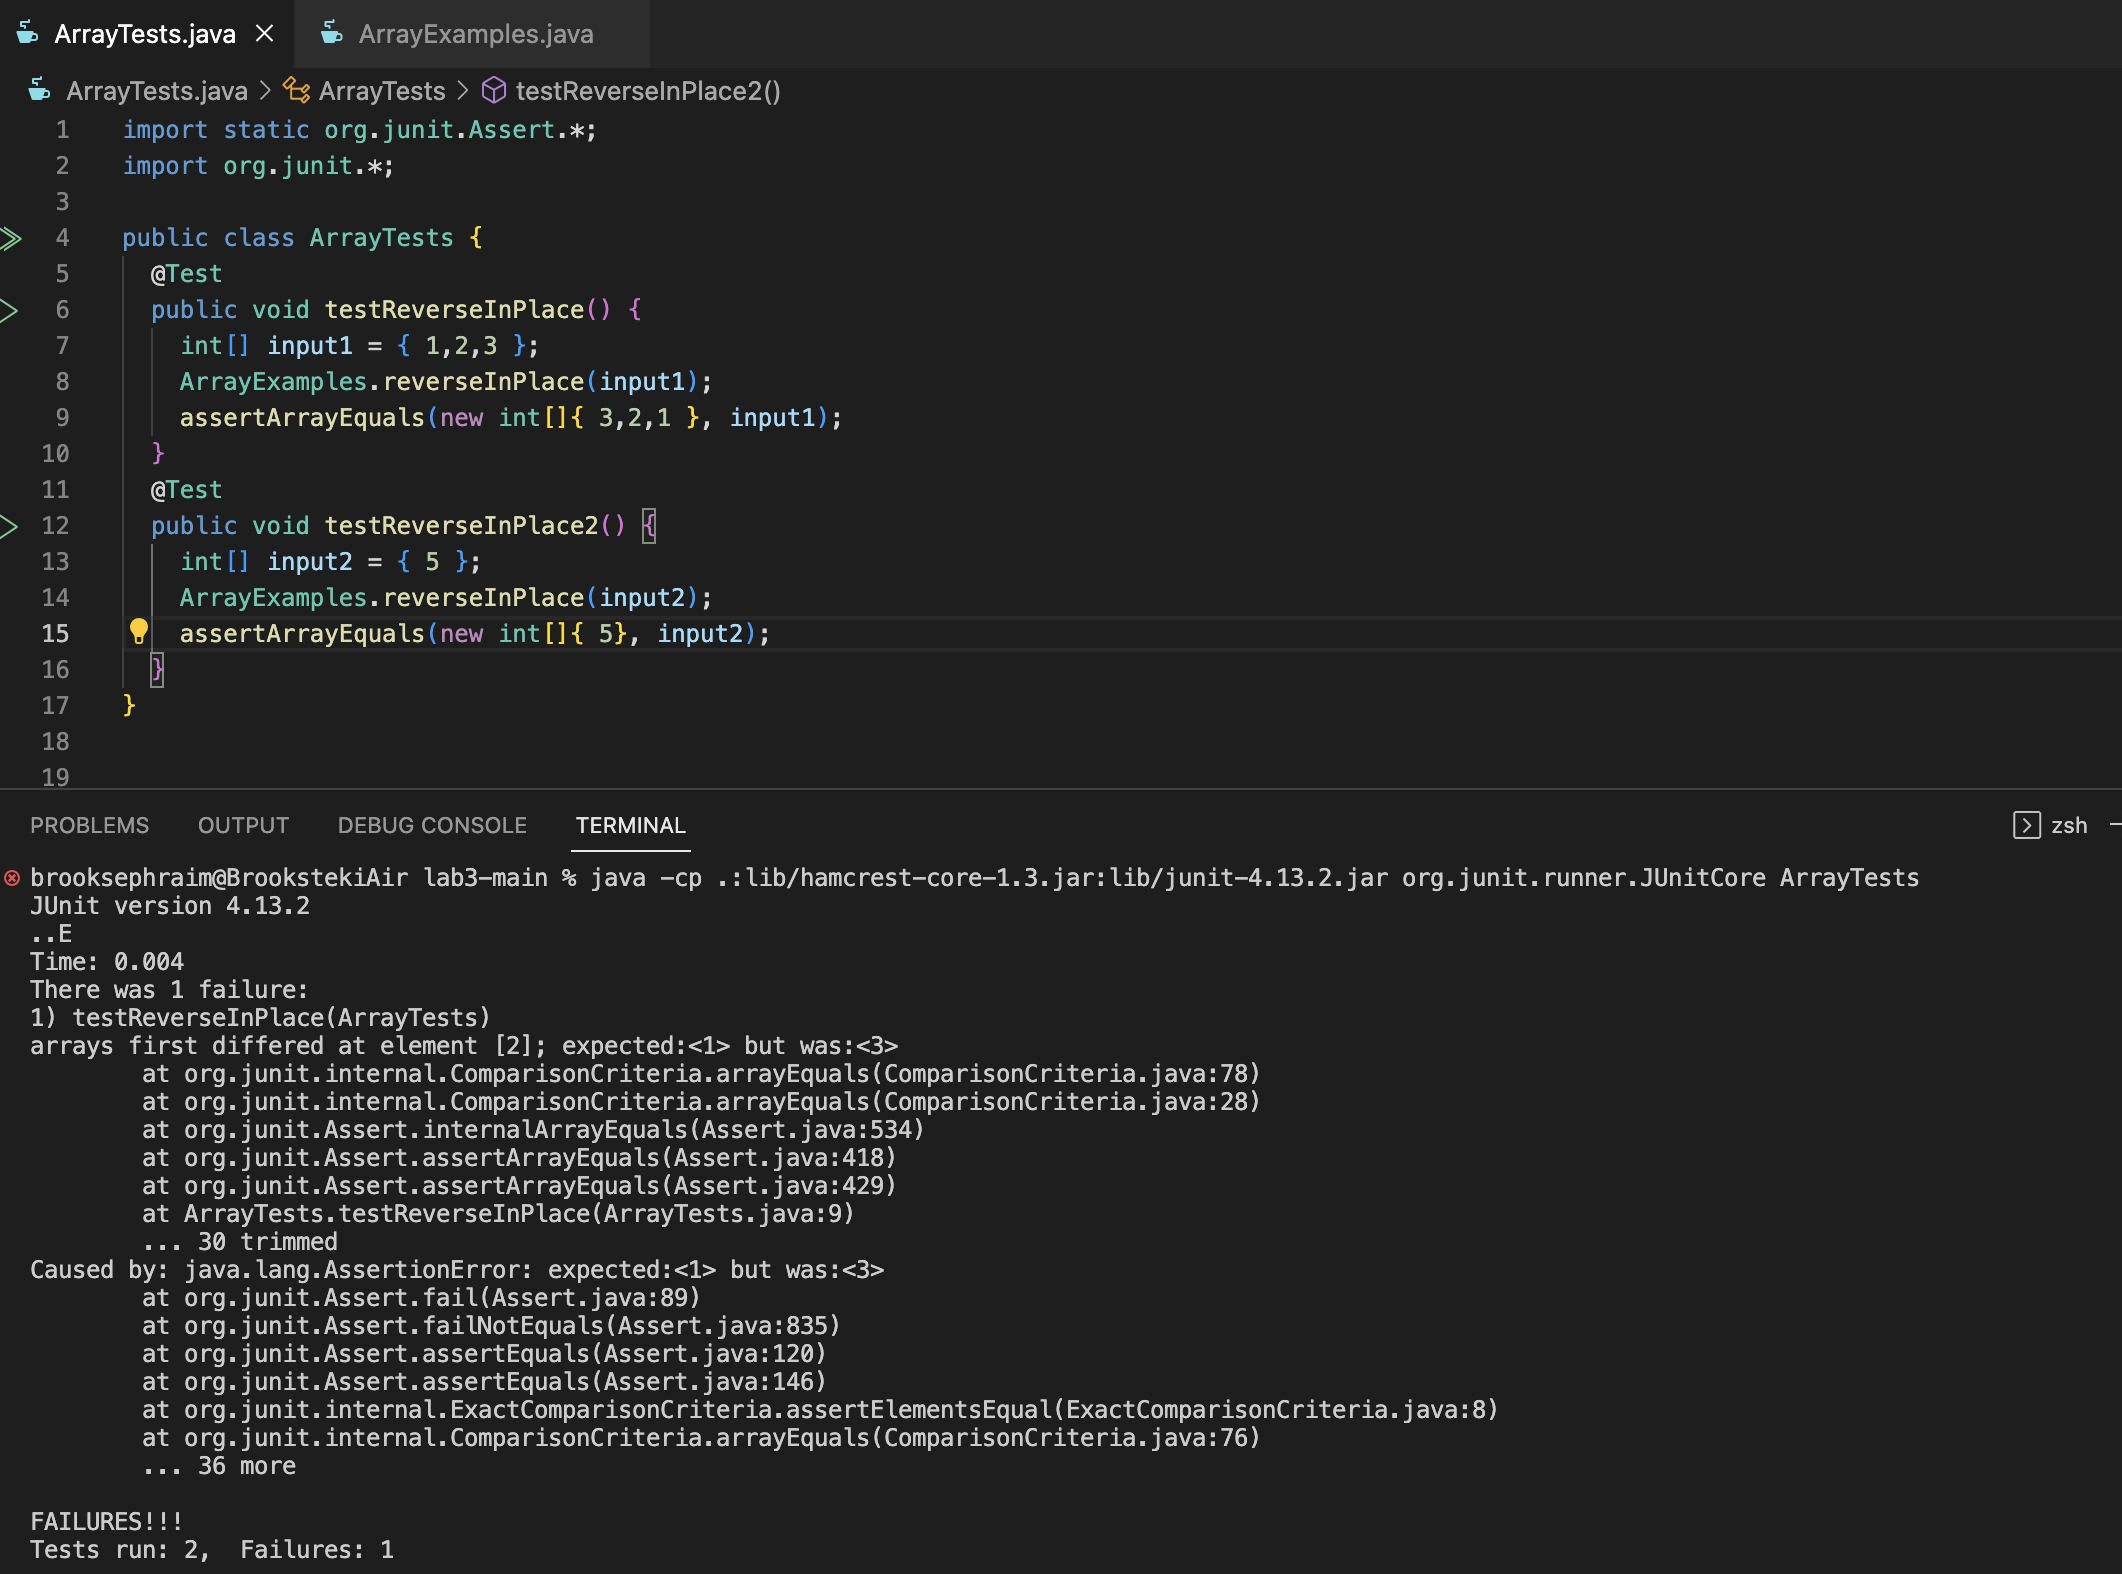 ArrayTests.java
ArrayExamples.java
ArrayTests.java > ArrayTests > testReverseInPlace2()
1 import static org.junit.Assert.*;
2 import org.junit.*;
3
4 public class ArrayTests {
5 @Test
6 public void testReverseInPlace() {
7 int[] input1 = { 1,2,3 };
8 ArrayExamples.reverseInPlace(input1);
9 assertArrayEquals(new int[]{ 3,2,1 }, input1);
10 }
11 @Test
12 public void testReverseInPlace2() {
13 int[] input2 = { 5 };
14 ArrayExamples.reverseInPlace(input2);
15 assertArrayEquals(new int[]{ 5}, input2);
16 }
17 }
18
19
PROBLEMS OUTPUT DEBUG CONSOLE TERMINAL zsh
brooksephraim@BrookstekiAir lab3-main % java -cp .:lib/hamcrest-core-1.3.jar:lib/junit-4.13.2.jar org.junit.runner.JUnitCore ArrayTests
JUnit version 4.13.2
..E
Time: 0.004
There was 1 failure:
1) testReverseInPlace(ArrayTests)
arrays first differed at element [2]; expected:<1> but was:<3>
at org.junit.internal.ComparisonCriteria.arrayEquals(ComparisonCriteria.java:78)
at org.junit.internal.ComparisonCriteria.arrayEquals(ComparisonCriteria.java:28)
at org.junit.Assert.internalArrayEquals(Assert.java:534)
at org.junit.Assert.assertArrayEquals(Assert.java:418)
at org.junit.Assert.assertArrayEquals(Assert.java:429)
at ArrayTests.testReverseInPlace(ArrayTests.java:9)
... 30 trimmed
Caused by: java.lang.AssertionError: expected:<1> but was:<3>
at org.junit.Assert.fail(Assert.java:89)
at org.junit.Assert.failNotEquals(Assert.java:835)
at org.junit.Assert.assertEquals(Assert.java:120)
at org.junit.Assert.assertEquals(Assert.java:146)
at org.junit.internal.ExactComparisonCriteria.assertElementsEqual(ExactComparisonCriteria.java:8)
at org.junit.internal.ComparisonCriteria.arrayEquals(ComparisonCriteria.java:76)
... 36 more
FAILURES!!!
Tests run: 2,  Failures: 1